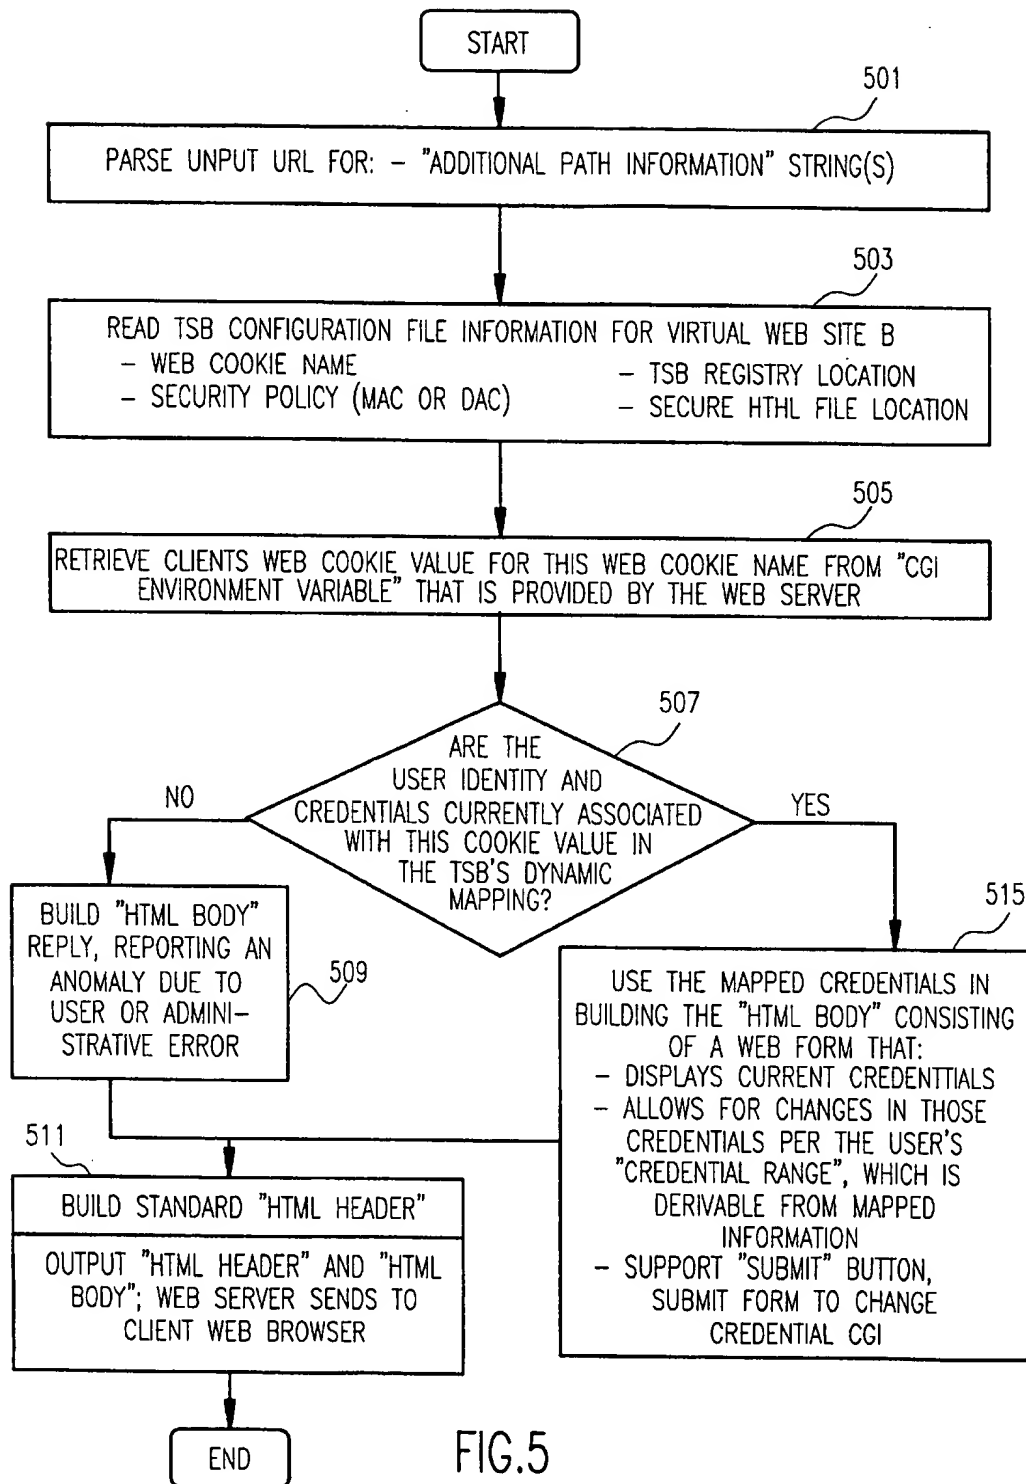 START
501
PARSE UNPUT URL FOR: – "ADDITIONAL PATH INFORMATION" STRING(S)
503
READ TSB CONFIGURATION FILE INFORMATION FOR VIRTUAL WEB SITE B
– WEB COOKIE NAME
– SECURITY POLICY (MAC OR DAC)
– TSB REGISTRY LOCATION
– SECURE HTHL FILE LOCATION
505
RETRIEVE CLIENTS WEB COOKIE VALUE FOR THIS WEB COOKIE NAME FROM "CGI
ENVIRONMENT VARIABLE" THAT IS PROVIDED BY THE WEB SERVER
507
ARE THE
USER IDENTITY AND
CREDENTIALS CURRENTLY ASSOCIATED
WITH THIS COOKIE VALUE IN
THE TSB'S DYNAMIC
MAPPING?
NO
YES
BUILD "HTML BODY"
REPLY, REPORTING AN
ANOMALY DUE TO
USER OR ADMINI–
STRATIVE ERROR
509
515
USE THE MAPPED CREDENTIALS IN
BUILDING THE "HTML BODY" CONSISTING
OF A WEB FORM THAT:
– DISPLAYS CURRENT CREDENTTIALS
– ALLOWS FOR CHANGES IN THOSE
CREDENTIALS PER THE USER'S
"CREDENTIAL RANGE", WHICH IS
DERIVABLE FROM MAPPED
INFORMATION
– SUPPORT "SUBMIT" BUTTON,
SUBMIT FORM TO CHANGE
CREDENTIAL CGI
511
BUILD STANDARD "HTML HEADER"
OUTPUT "HTML HEADER" AND "HTML
BODY"; WEB SERVER SENDS TO
CLIENT WEB BROWSER
END
FIG.5